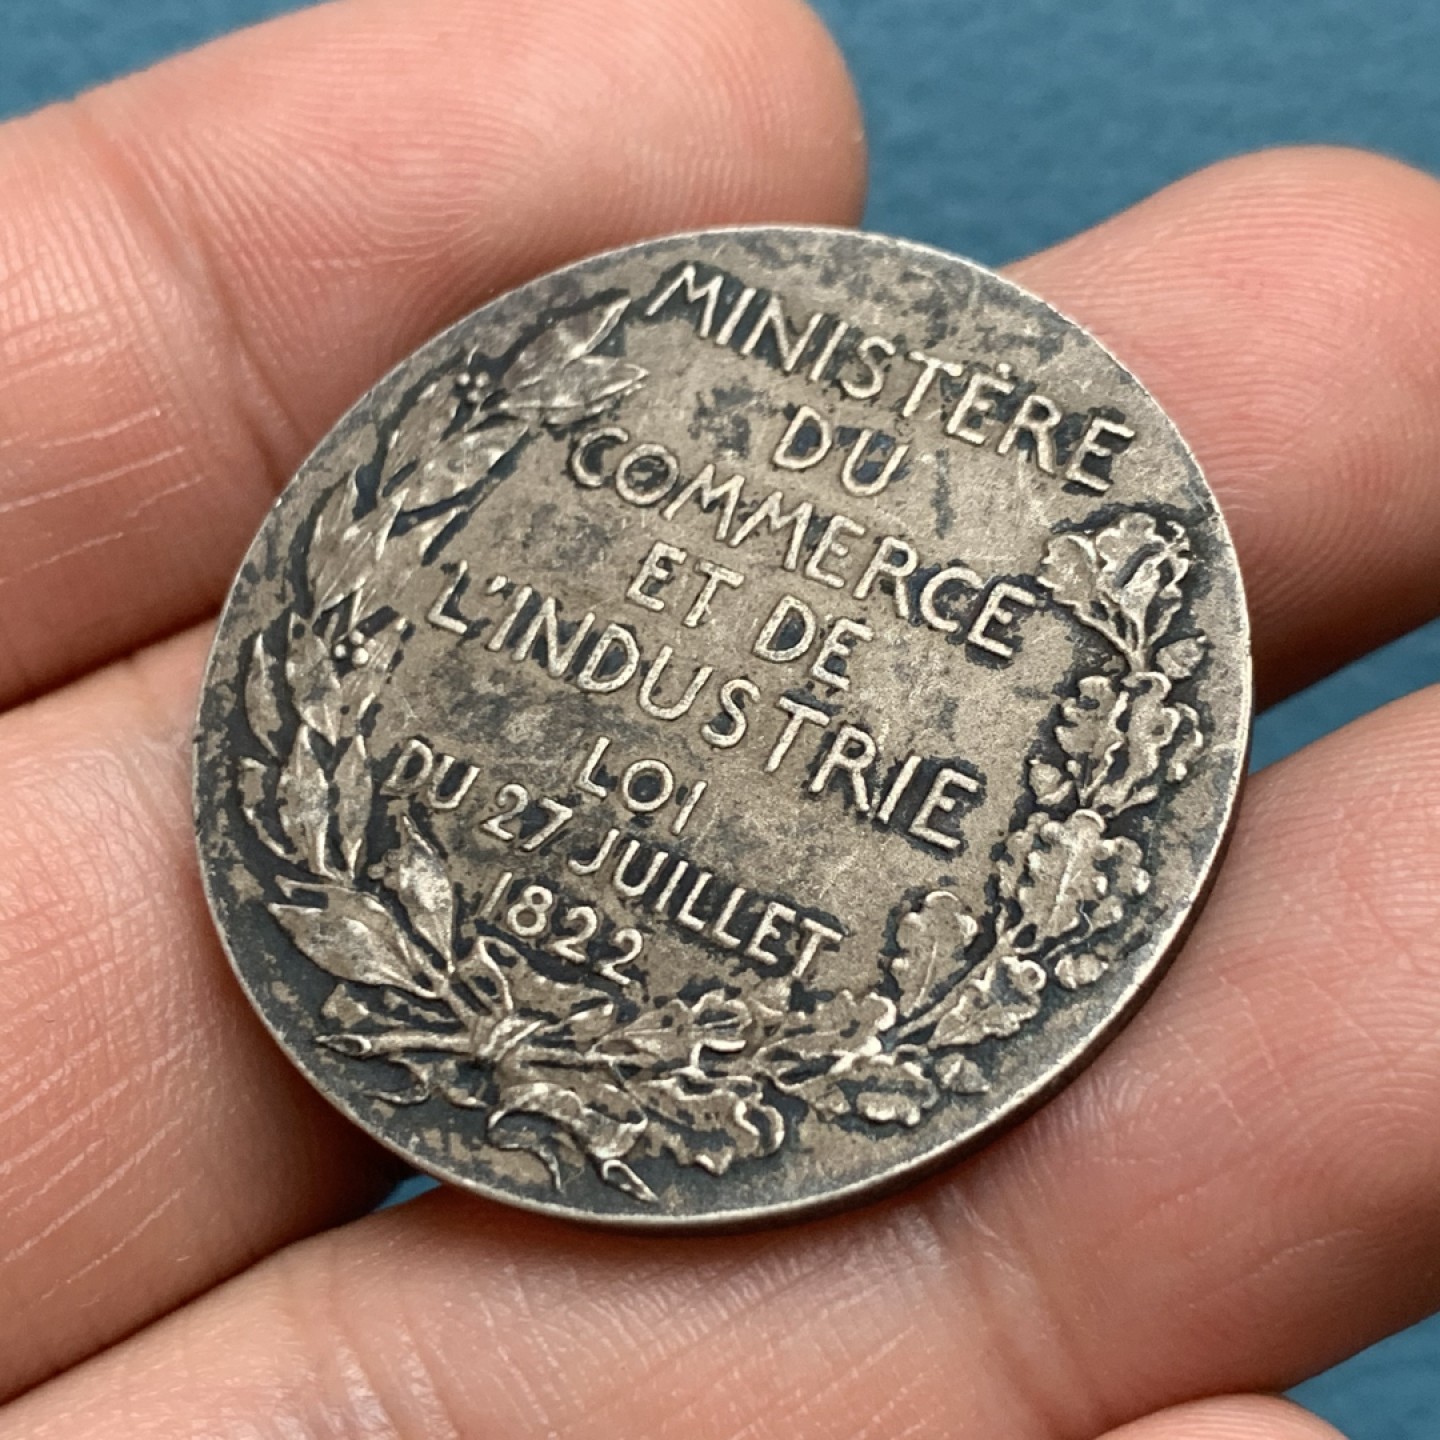 MINISTÈRE
DU
COMMERCE
ET DE
L'INDUSTRIE
LOI
DU 27 JUILLET
1822